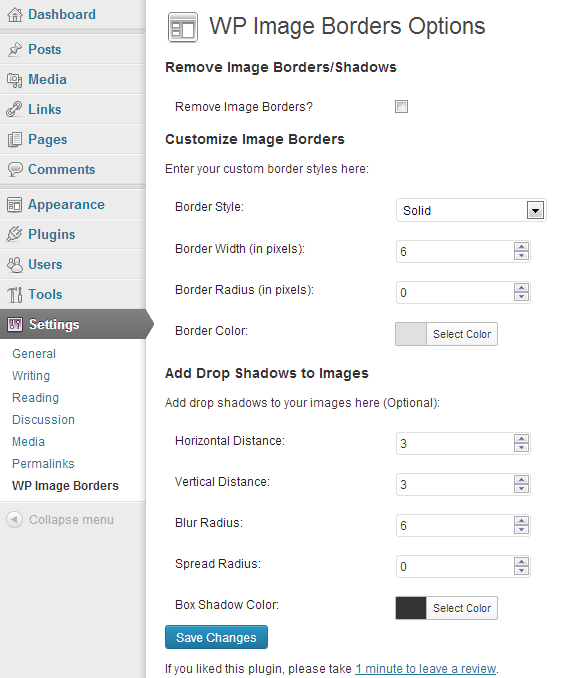 Dashboard
Posts
Media
Links
Pages
Comments
Appearance
Plugins
Users
Tools
Settings
General
Writing
Reading
Discussion
Media
Permalinks
WP Image Borders
Collapse menu
WP Image Borders Options
Remove Image Borders/Shadows
Remove Image Borders?
Customize Image Borders
Enter your custom border styles here:
Border Style: Solid
Border Width (in pixels): 6
Border Radius (in pixels): 0
Border Color: Select Color
Add Drop Shadows to Images
Add drop shadows to your images here (Optional):
Horizontal Distance: 3
Vertical Distance: 3
Blur Radius: 6
Spread Radius: 0
Box Shadow Color: Select Color
Save Changes
If you liked this plugin, please take 1 minute to leave a review.